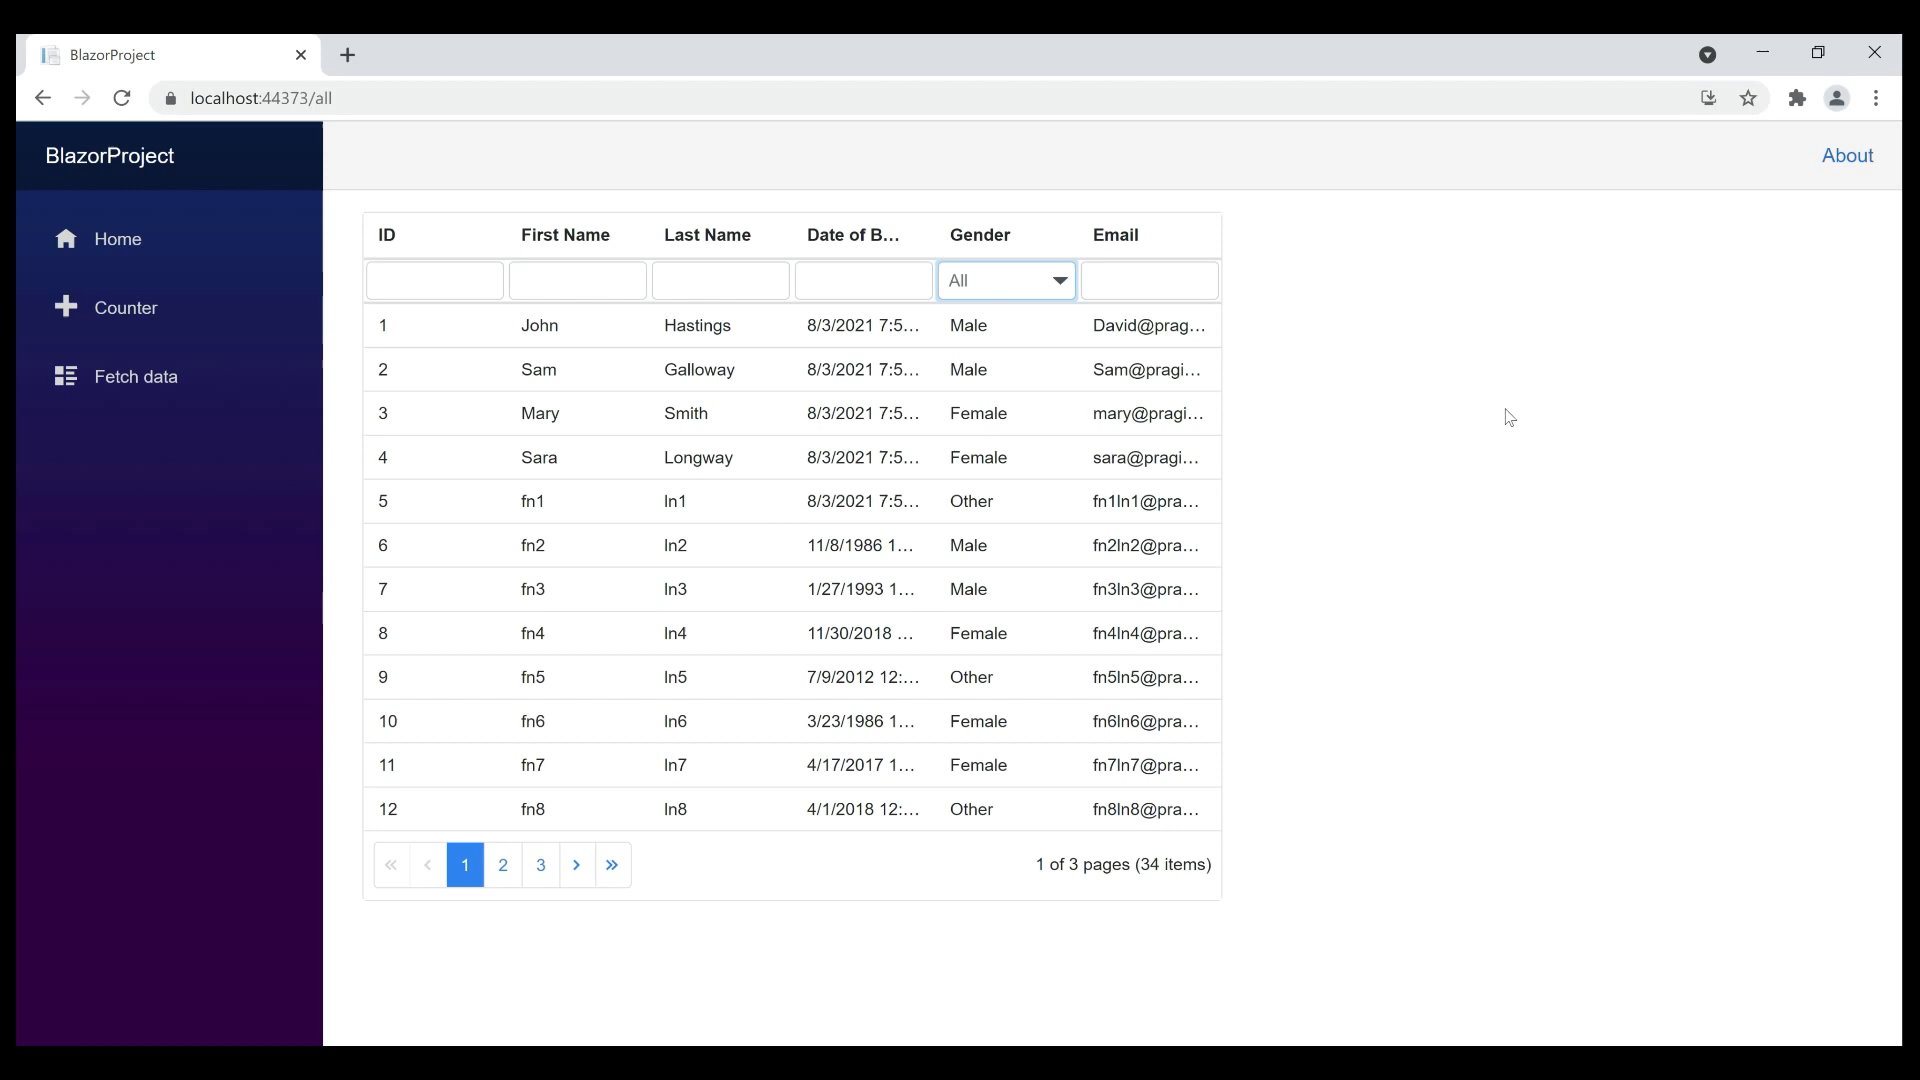 BlazorProject
localhost:44373/all
BlazorProject
About
Home
Counter
Fetch data
ID First Name Last Name Date of B... Gender Email
All
1 John Hastings 8/3/2021 7:5... Male David@prag...
2 Sam Galloway 8/3/2021 7:5... Male Sam@pragi...
3 Mary Smith 8/3/2021 7:5... Female mary@pragi...
4 Sara Longway 8/3/2021 7:5... Female sara@pragi...
5 fn1 ln1 8/3/2021 7:5... Other fn1ln1@pra...
6 fn2 ln2 11/8/1986 1... Male fn2ln2@pra...
7 fn3 ln3 1/27/1993 1... Male fn3ln3@pra...
8 fn4 ln4 11/30/2018 ... Female fn4ln4@pra...
9 fn5 ln5 7/9/2012 12:... Other fn5ln5@pra...
10 fn6 ln6 3/23/1986 1... Female fn6ln6@pra...
11 fn7 ln7 4/17/2017 1... Female fn7ln7@pra...
12 fn8 ln8 4/1/2018 12:... Other fn8ln8@pra...
« ‹ 1 2 3 › » 1 of 3 pages (34 items)